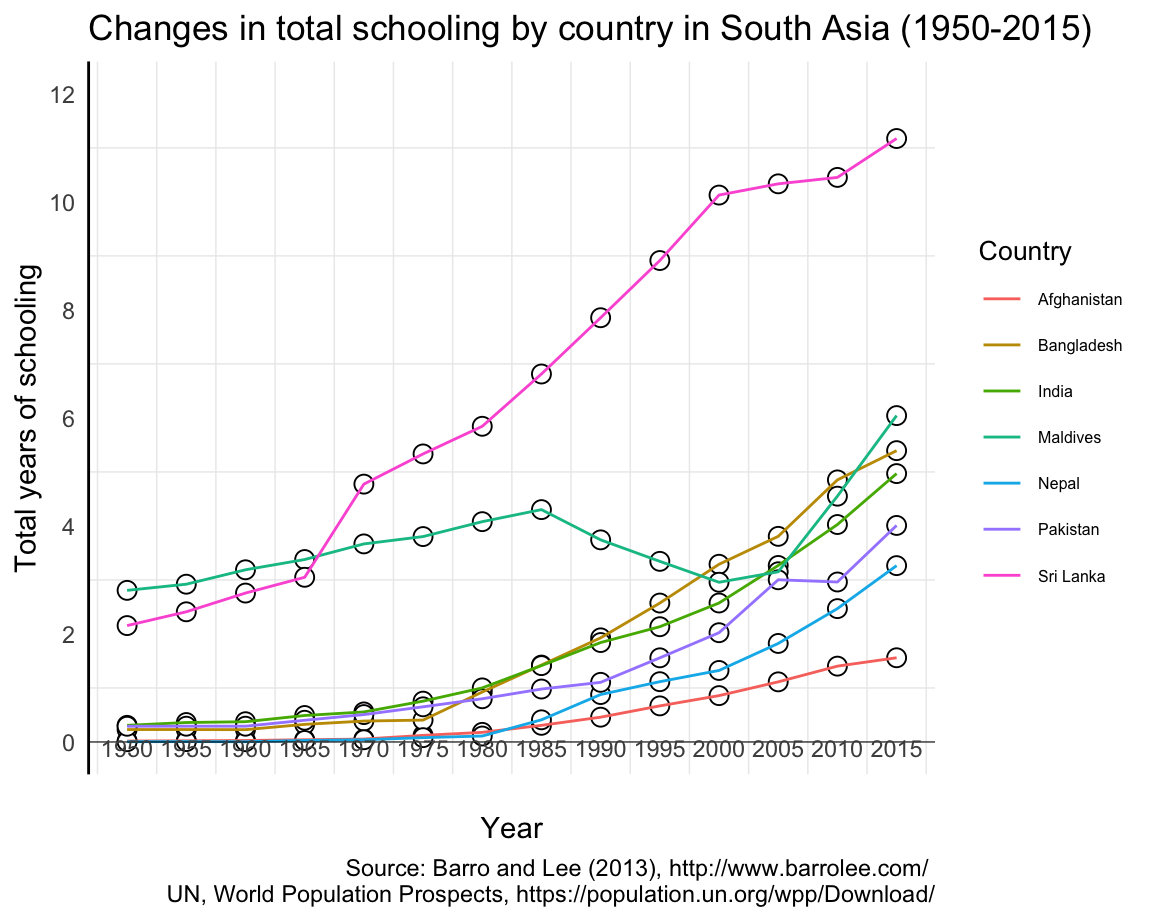 Changes in total schooling by country in South Asia (1950-2015)
12
10
8
6
4
2
0
Total years of schooling
1950 1955 1960 1965 1970 1975 1980 1985 1990 1995 2000 2005 2010 2015
Year
Country
Afghanistan
Bangladesh
India
Maldives
Nepal
Pakistan
Sri Lanka
Source: Barro and Lee (2013), http://www.barrolee.com/
UN, World Population Prospects, https://population.un.org/wpp/Download/